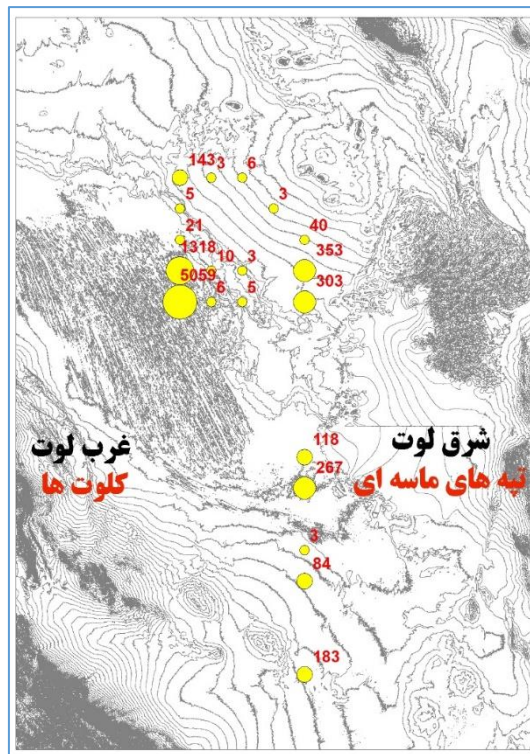 143 3 6
5 3
21 40
1318 10 3 353
5059 6 5 303
118
غرب لوت
شرق لوت
کلوت ها
تپه های ماسه ای
267
3
84
183